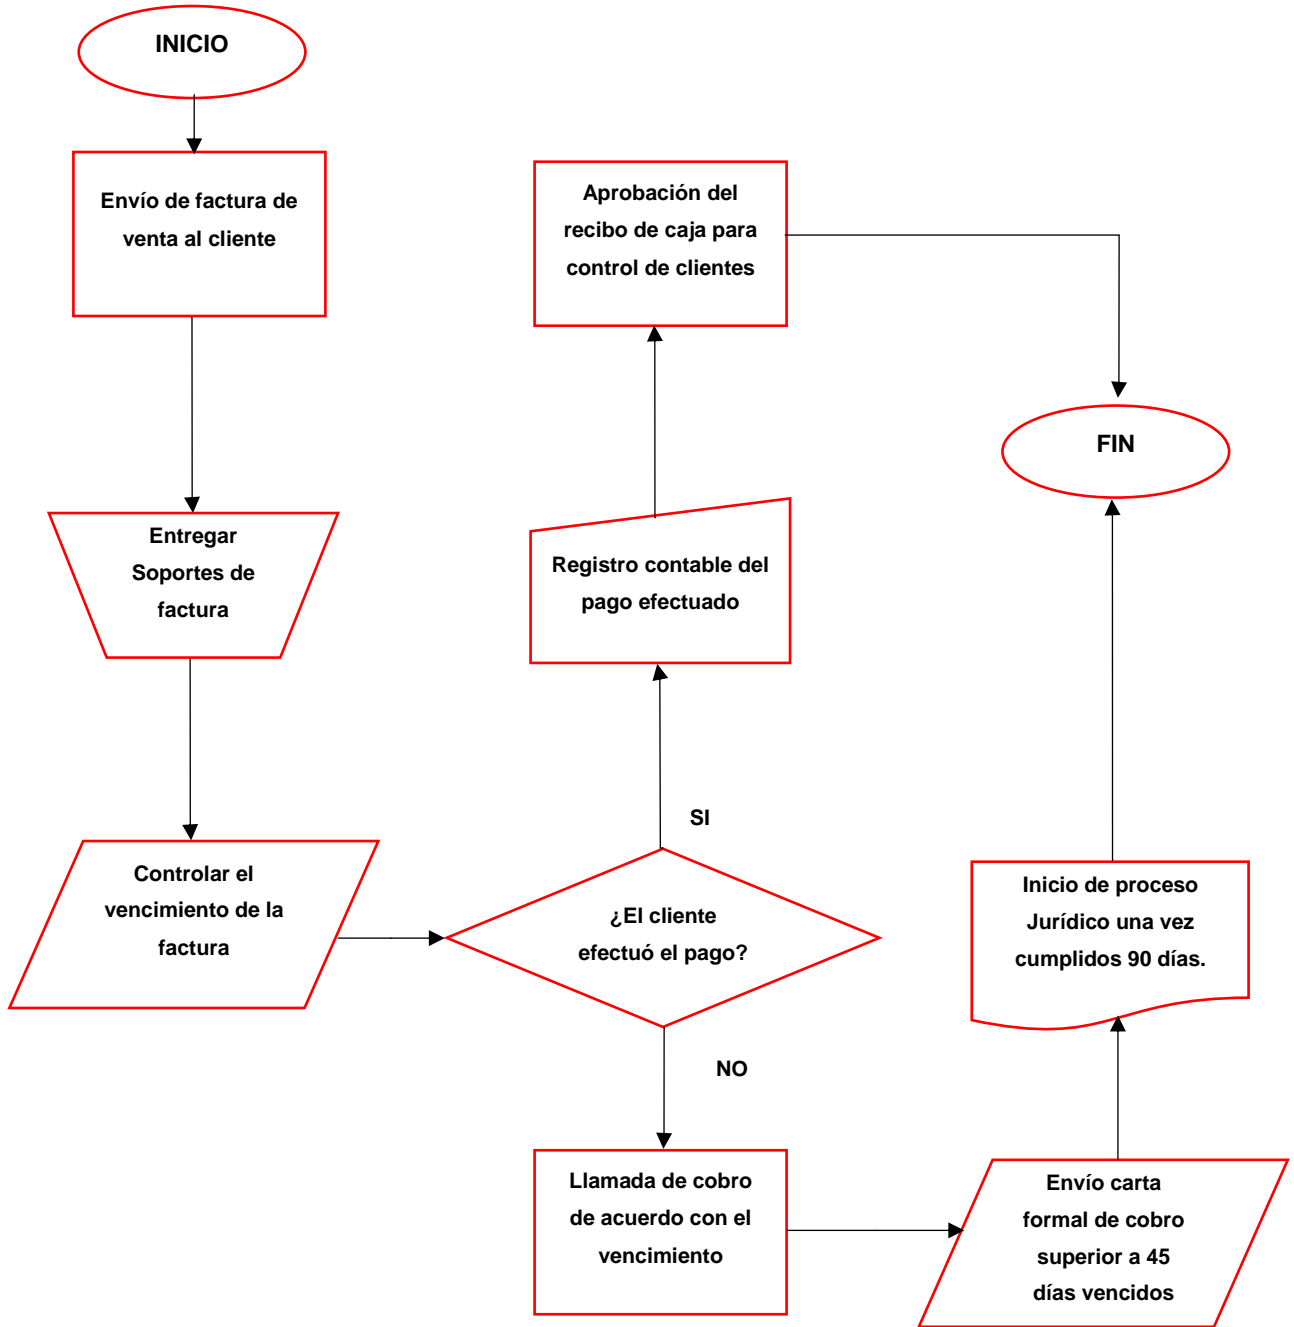 INICIO
Envío de factura de
venta al cliente
Entregar
Soportes de
factura
Controlar el
vencimiento de la
factura
¿El cliente
efectuó el pago?
SI
Registro contable del
pago efectuado
Aprobación del
recibo de caja para
control de clientes
NO
Llamada de cobro
de acuerdo con el
vencimiento
Envío carta
formal de cobro
superior a 45
días vencidos
Inicio de proceso
Jurídico una vez
cumplidos 90 días.
FIN